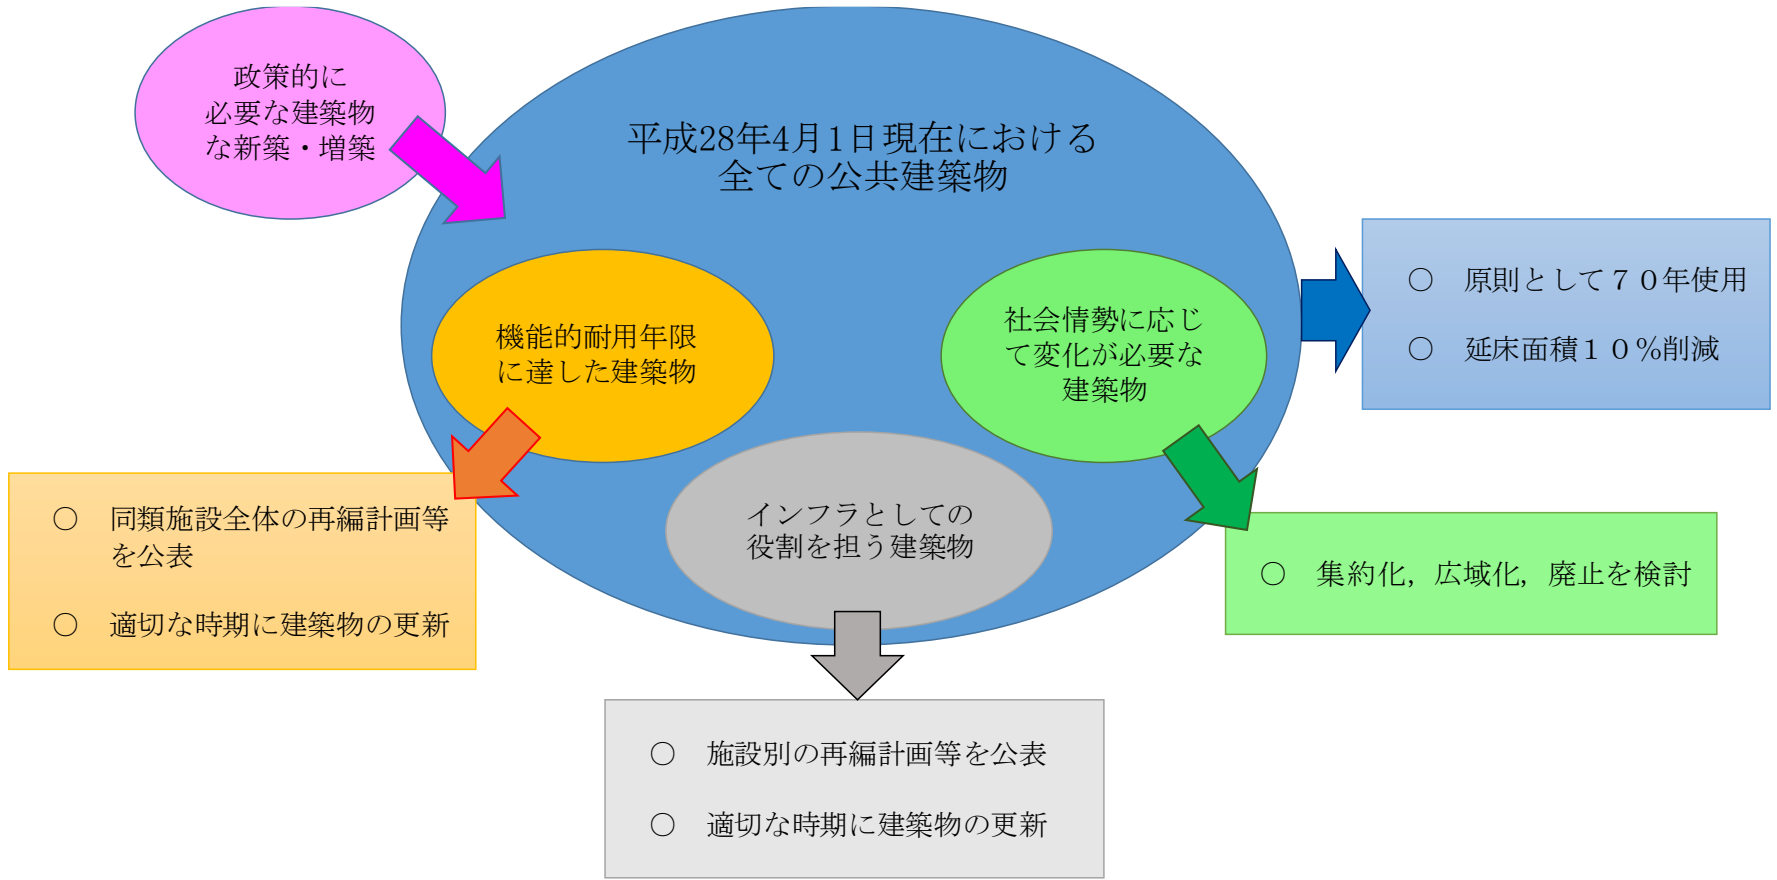 政策的に
必要な建築物
な新築・増築
平成28年4月1日現在における
全ての公共建築物
機能的耐用年限
に達した建築物
社会情勢に応じ
て変化が必要な
建築物
インフラとしての
役割を担う建築物
○　原則として７０年使用
○　延床面積１０％削減
○　同類施設全体の再編計画等
を公表
○　適切な時期に建築物の更新
○　集約化，広域化，廃止を検討
○　施設別の再編計画等を公表
○　適切な時期に建築物の更新